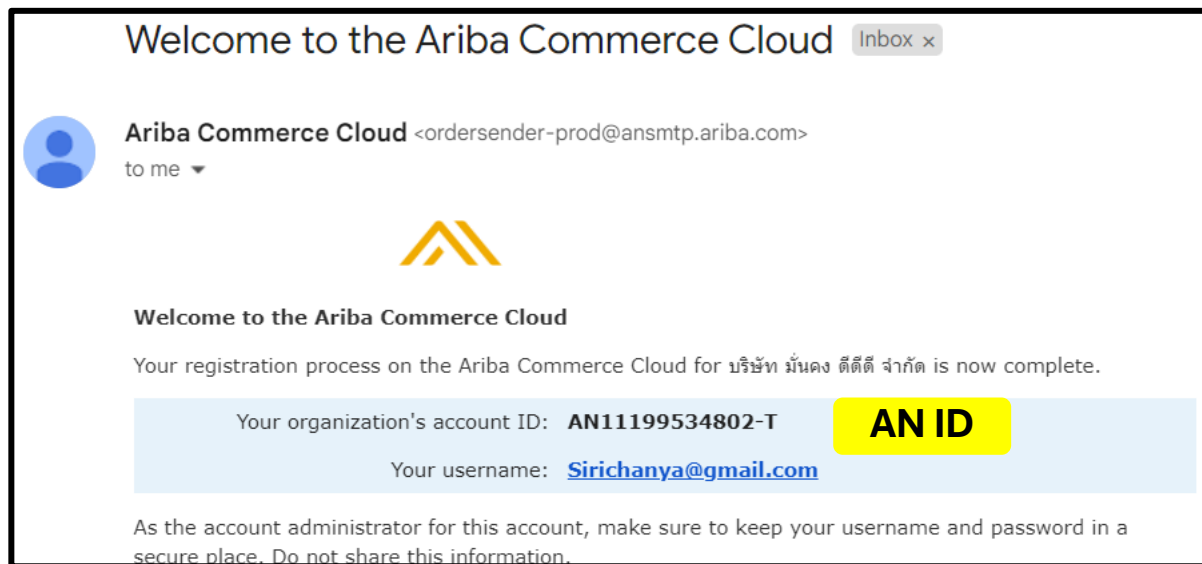 Welcome to the Ariba Commerce Cloud Inbox ×
Ariba Commerce Cloud <ordersender-prod@ansmtp.ariba.com>
to me
Welcome to the Ariba Commerce Cloud
Your registration process on the Ariba Commerce Cloud for บริษัท มั่นคง ดีดีดี จำกัด is now complete.
Your organization's account ID: AN11199534802-T AN ID
Your username: Sirichanya@gmail.com
As the account administrator for this account, make sure to keep your username and password in a
secure place. Do not share this information.